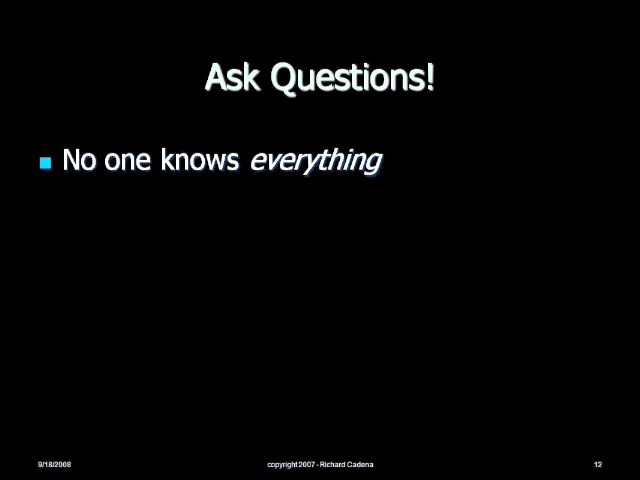 Ask Questions!
No one knows everything
9/18/2008
copyright 2007 - Richard Cadena
12